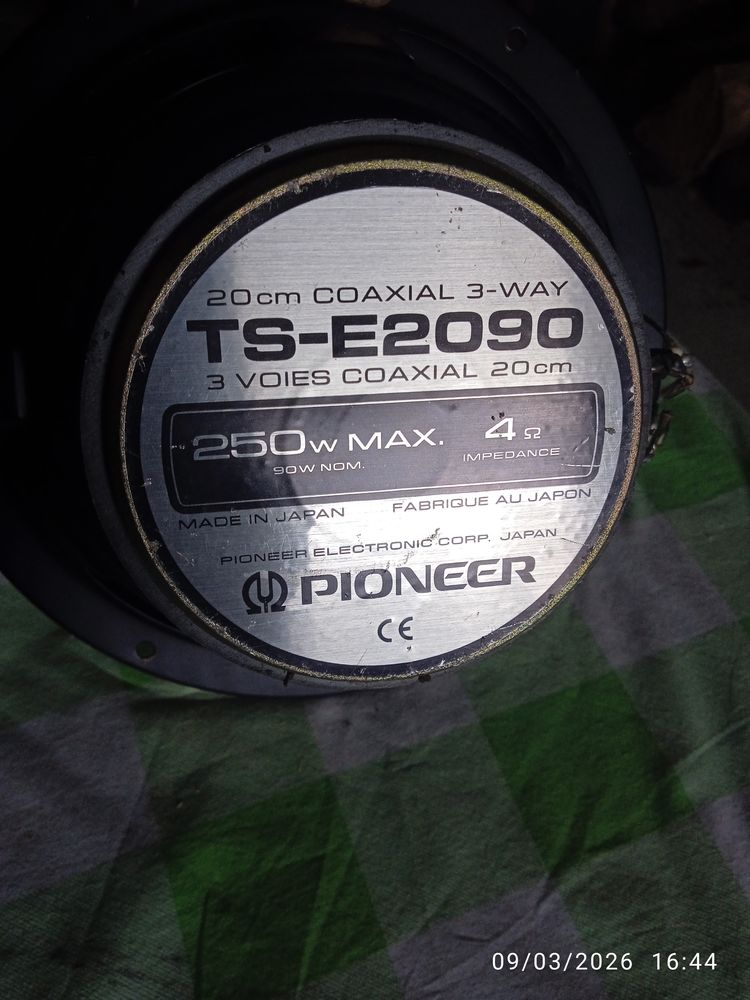 20cm COAXIAL 3-WAY
TS-E2090
3 VOIES COAXIAL 20cm
250W MAX. 4Ω
90W NOM. IMPEDANCE
MADE IN JAPAN FABRIQUE AU JAPON
PIONEER ELECTRONIC CORP. JAPAN
PIONEER
CE
09/03/2026 16:44